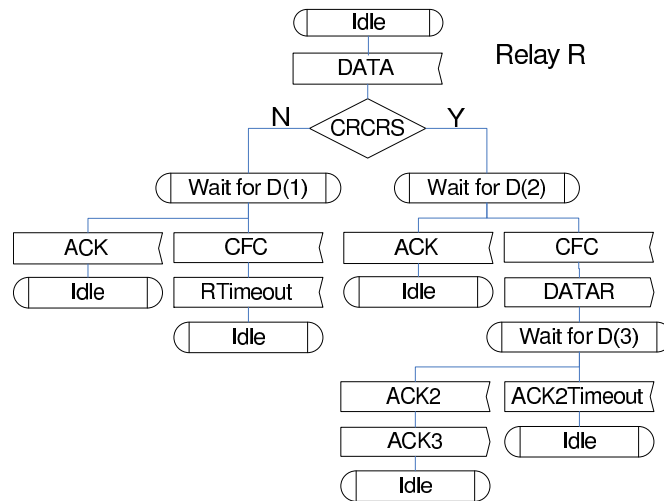 Idle
DATA
Relay R
N
CRCRS
Y
Wait for D(1)
Wait for D(2)
ACK
CFC
ACK
CFC
Idle
RTimeout
Idle
DATAR
Idle
Wait for D(3)
ACK2
ACK2Timeout
ACK3
Idle
Idle